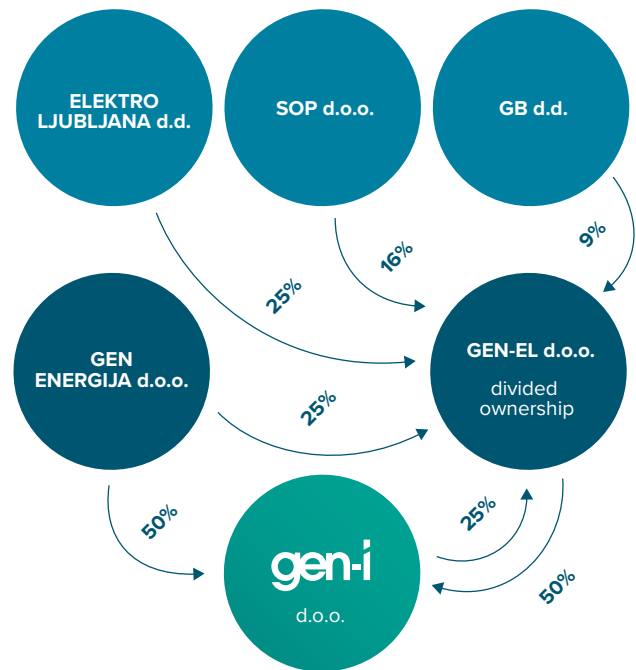 ELEKTRO
LJUBLJANA d.d.
SOP d.o.o.
GB d.d.
9%
16%
25%
GEN
ENERGIJA d.o.o.
GEN-EL d.o.o.
divided
ownership
25%
50%
25%
50%
gen-i
d.o.o.